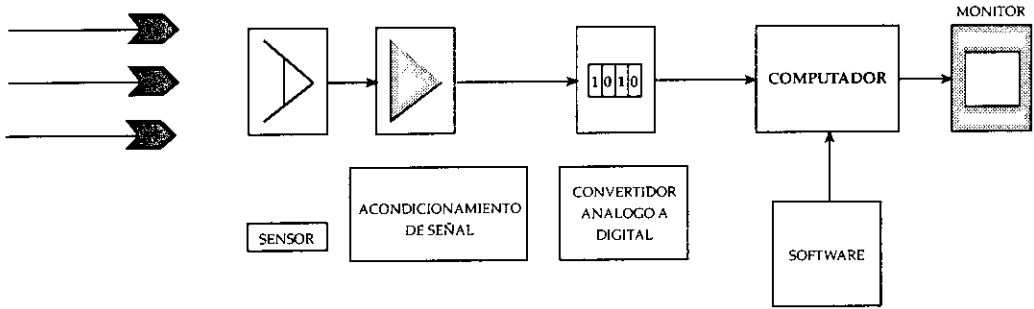 MONITOR
1010
COMPUTADOR
SENSOR
ACONDICIONAMIENTO
DE SEÑAL
CONVERTIDOR
ANALOGO A
DIGITAL
SOFTWARE